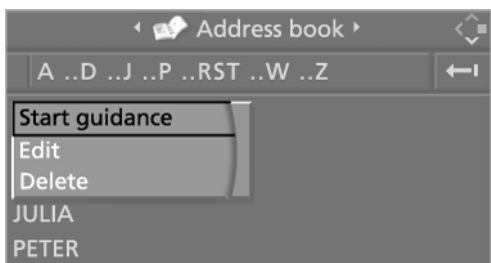 Address book
A ..D ..J ..P ..RST ..W ..Z
Start guidance
Edit
Delete
JULIA
PETER